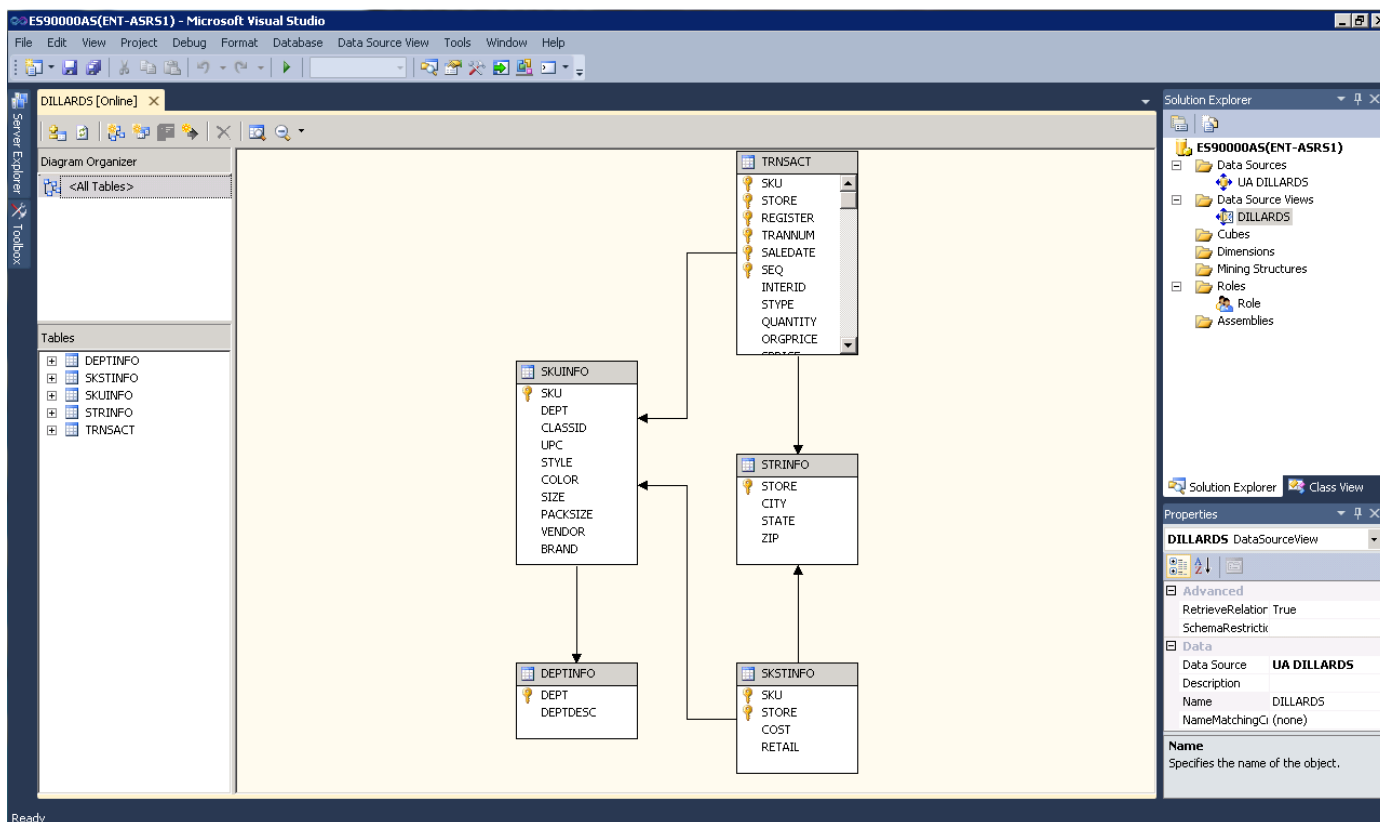 ES90000AS(ENT-ASRS1) - Microsoft Visual Studio
File Edit View Project Debug Format Database Data Source View Tools Window Help
Server Explorer
Toolbox
DILLARDS [Online]
Diagram Organizer
<All Tables>
Tables
DEPTINFO
SKSTINFO
SKUINFO
STRINFO
TRNSACT
TRNSACT
SKU
STORE
REGISTER
TRANNUM
SALEDATE
SEQ
INTERID
STYPE
QUANTITY
ORGPRICE
SKUINFO
SKU
DEPT
CLASSID
UPC
STYLE
COLOR
SIZE
PACKSIZE
VENDOR
BRAND
STRINFO
STORE
CITY
STATE
ZIP
DEPTINFO
DEPT
DEPTDESC
SKSTINFO
SKU
STORE
COST
RETAIL
Solution Explorer
ES90000AS(ENT-ASRS1)
Data Sources
UA DILLARDS
Data Source Views
DILLARDS
Cubes
Dimensions
Mining Structures
Roles
Role
Assemblies
Solution Explorer Class View
Properties
DILLARDS DataSourceView
Advanced
RetrieveRelation True
SchemaRestrictic
Data
Data Source UA DILLARDS
Description
Name DILLARDS
NameMatchingCr (none)
Name
Specifies the name of the object.
Ready